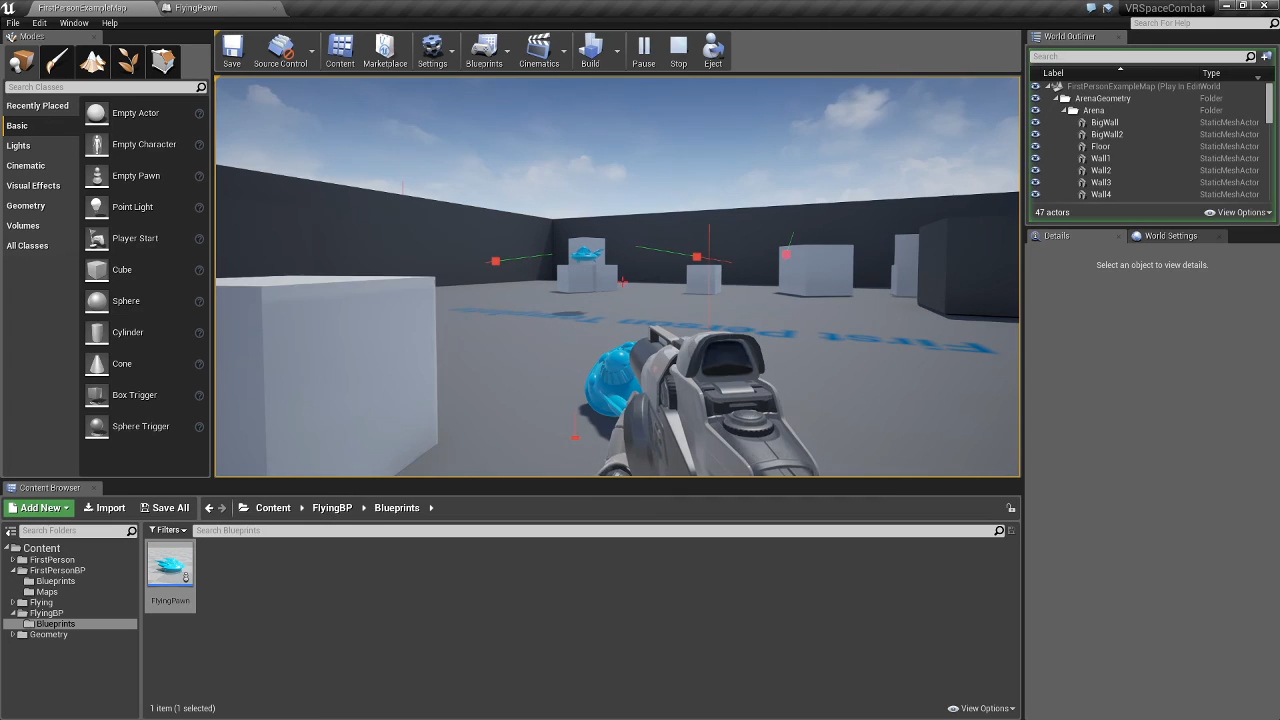 FirstPersonExampleMap
FlyingPawn
VRSpaceCombat
File Edit Window Help
Search For Help
Modes
Search Classes
Recently Placed
Basic
Lights
Cinematic
Visual Effects
Geometry
Volumes
All Classes
Empty Actor
Empty Character
Empty Pawn
Point Light
Player Start
Cube
Sphere
Cylinder
Cone
Box Trigger
Sphere Trigger
Save
Source Control
Content
Marketplace
Settings
Blueprints
Cinematics
Build
Pause
Stop
Eject
First Person Template
World Outliner
Search
Label Type
FirstPersonExampleMap (Play In Edit World
ArenaGeometry Folder
Arena Folder
BigWall StaticMeshActor
BigWall2 StaticMeshActor
Floor StaticMeshActor
Wall1 StaticMeshActor
Wall2 StaticMeshActor
Wall3 StaticMeshActor
Wall4 StaticMeshActor
47 actors
View Options
Details
World Settings
Select an object to view details.
Content Browser
Add New
Import
Save All
Content
FlyingBP
Blueprints
Search Folders
Filters
Search Blueprints
Content
FirstPerson
FirstPersonBP
Blueprints
Maps
Flying
FlyingBP
Blueprints
Geometry
FlyingPawn
1 item (1 selected)
View Options